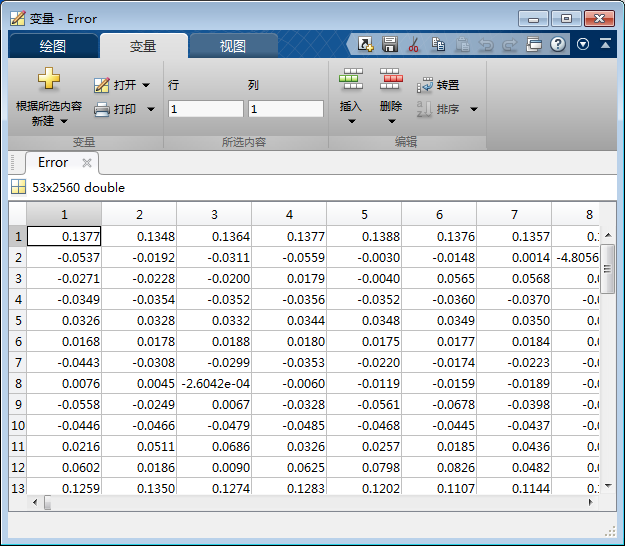 变量 - Error
绘图 变量 视图
根据所选内容
新建
打开
打印
行 列
1 1
插入 删除
转置
排序
变量 所选内容 编辑
Error
53x2560 double
1 2 3 4 5 6 7 8
1 0.1377 0.1348 0.1364 0.1377 0.1388 0.1376 0.1357
2 -0.0537 -0.0192 -0.0311 -0.0559 -0.0030 -0.0148 0.0014 -4.8056
3 -0.0271 -0.0228 -0.0200 0.0179 -0.0040 0.0565 0.0568
4 -0.0349 -0.0354 -0.0352 -0.0356 -0.0352 -0.0360 -0.0370
5 0.0326 0.0328 0.0332 0.0344 0.0348 0.0349 0.0350
6 0.0168 0.0178 0.0188 0.0180 0.0175 0.0177 0.0184
7 -0.0443 -0.0308 -0.0299 -0.0353 -0.0220 -0.0174 -0.0223
8 0.0076 0.0045 -2.6042e-04 -0.0060 -0.0119 -0.0159 -0.0189
9 -0.0558 -0.0249 0.0067 -0.0328 -0.0561 -0.0678 -0.0398
10 -0.0446 -0.0466 -0.0479 -0.0485 -0.0468 -0.0445 -0.0437
11 0.0216 0.0511 0.0686 0.0326 0.0257 0.0185 0.0436
12 0.0602 0.0186 0.0090 0.0625 0.0798 0.0826 0.0482
13 0.1259 0.1350 0.1274 0.1283 0.1202 0.1107 0.1144